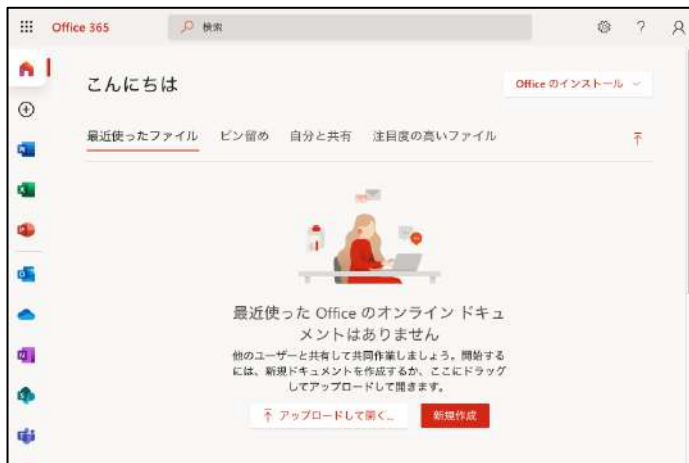 Office 365
検索
?
こんにちは
Office のインストール
最近使ったファイル
ピン留め
自分と共有
注目度の高いファイル
最近使った Office のオンライン ドキュ
メントはありません
他のユーザーと共有して共同作業しましょう。開始する
には、新規ドキュメントを作成するか、ここにドラッグ
してアップロードして開きます。
アップロードして開く...
新規作成